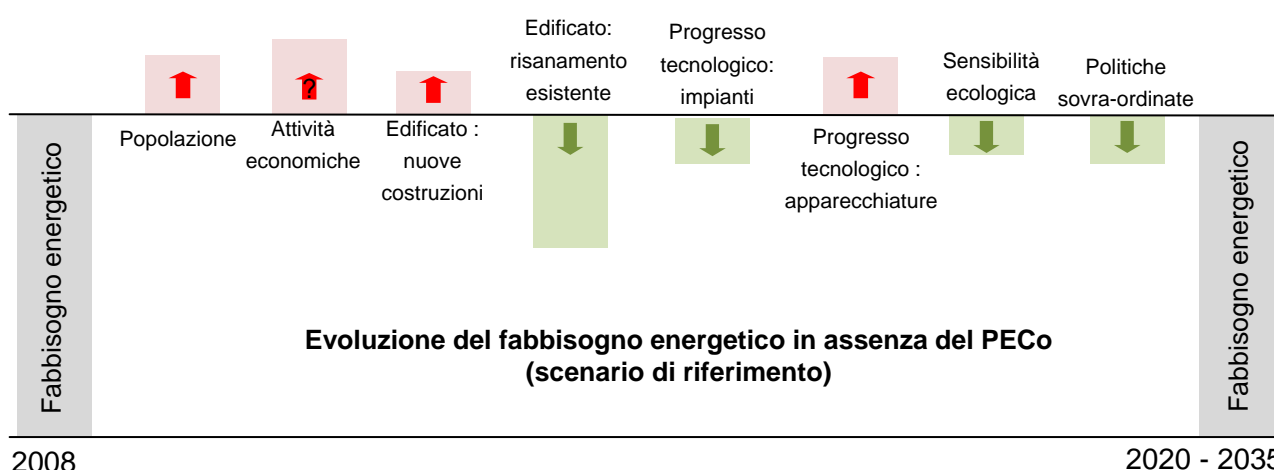 Edificato:
risanamento
esistente
Progresso
tecnologico:
impianti
Sensibilità
ecologica
Politiche
sovra-ordinate
?
Popolazione
Attività
economiche
Edificato :
nuove
costruzioni
Progresso
tecnologico :
apparecchiature
Fabbisogno energetico
Fabbisogno energetico
Evoluzione del fabbisogno energetico in assenza del PECo
(scenario di riferimento)
2008
2020 - 2035